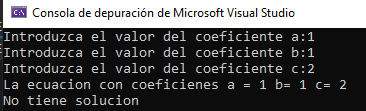 Consola de depuración de Microsoft Visual Studio
Introduzca el valor del coeficiente a:1
Introduzca el valor del coeficiente b:1
Introduzca el valor del coeficiente c:2
La ecuacion con coeficienes a = 1 b= 1 c= 2
No tiene solucion